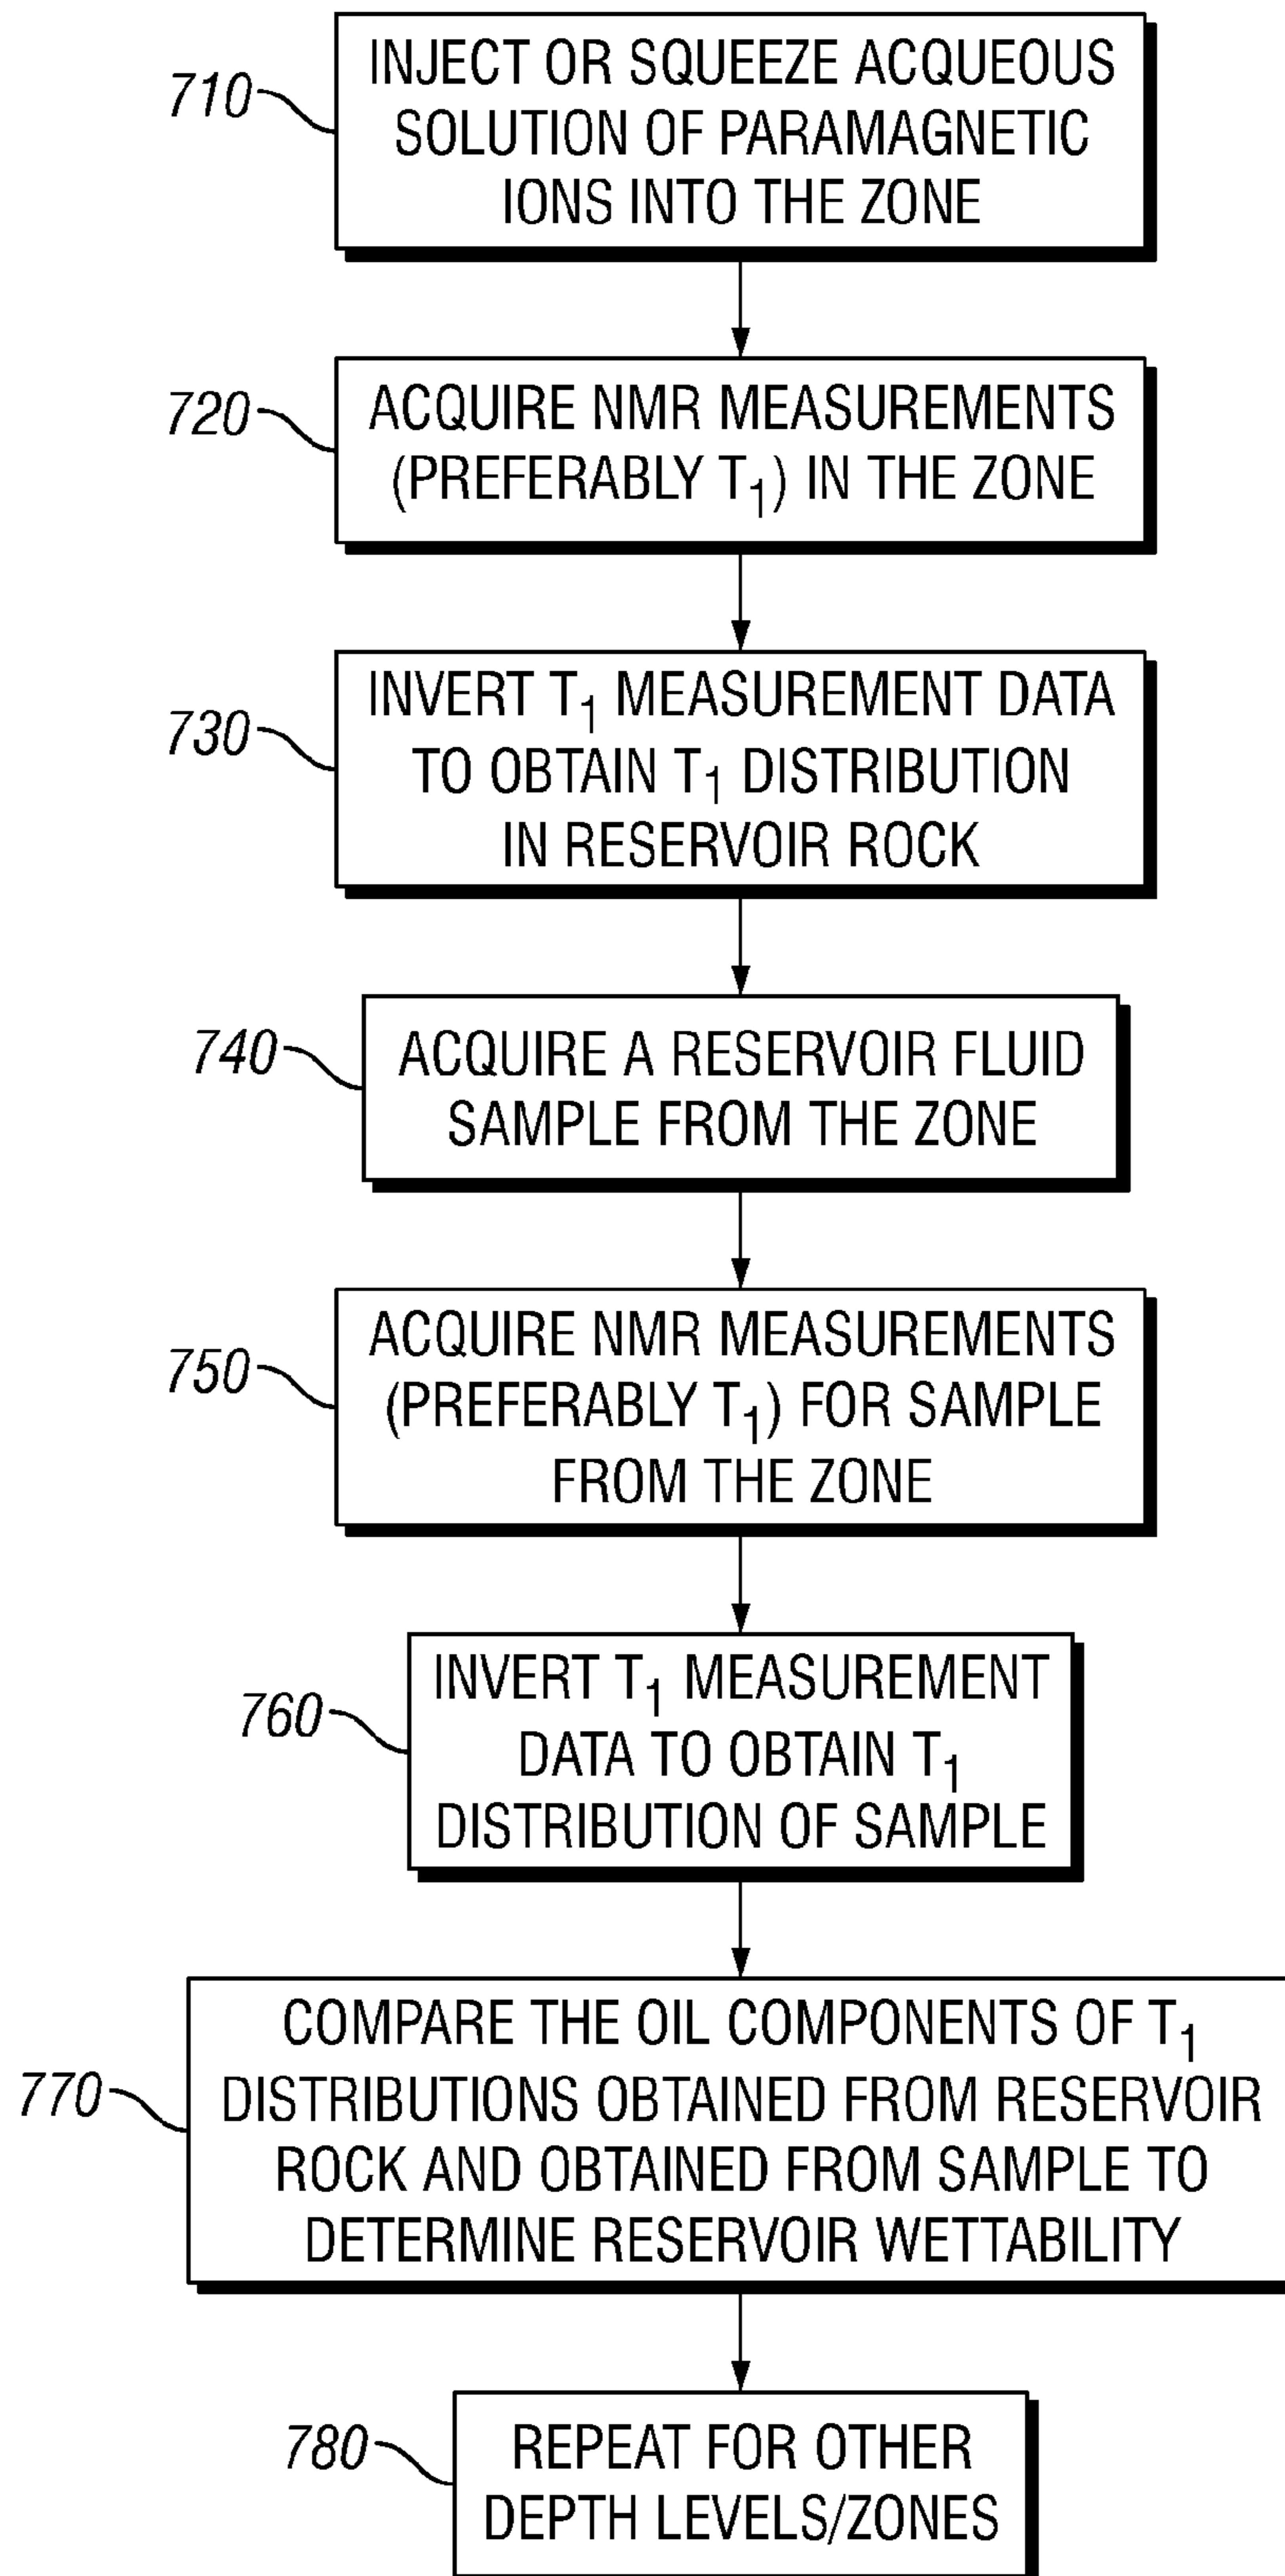 710
INJECT OR SQUEEZE ACQUEOUS
SOLUTION OF PARAMAGNETIC
IONS INTO THE ZONE
720
ACQUIRE NMR MEASUREMENTS
(PREFERABLY T1) IN THE ZONE
730
INVERT T1 MEASUREMENT DATA
TO OBTAIN T1 DISTRIBUTION
IN RESERVOIR ROCK
740
ACQUIRE A RESERVOIR FLUID
SAMPLE FROM THE ZONE
750
ACQUIRE NMR MEASUREMENTS
(PREFERABLY T1) FOR SAMPLE
FROM THE ZONE
760
INVERT T1 MEASUREMENT
DATA TO OBTAIN T1
DISTRIBUTION OF SAMPLE
770
COMPARE THE OIL COMPONENTS OF T1
DISTRIBUTIONS OBTAINED FROM RESERVOIR
ROCK AND OBTAINED FROM SAMPLE TO
DETERMINE RESERVOIR WETTABILITY
780
REPEAT FOR OTHER
DEPTH LEVELS/ZONES